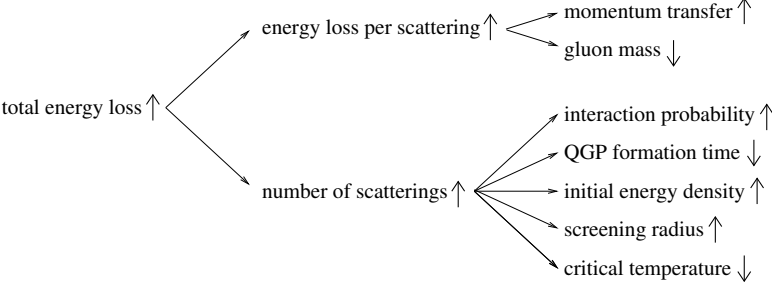 momentum transfer ↑
energy loss per scattering ↑
gluon mass ↓
total energy loss ↑
interaction probability ↑
QGP formation time ↓
number of scatterings ↑
initial energy density ↑
screening radius ↑
critical temperature ↓